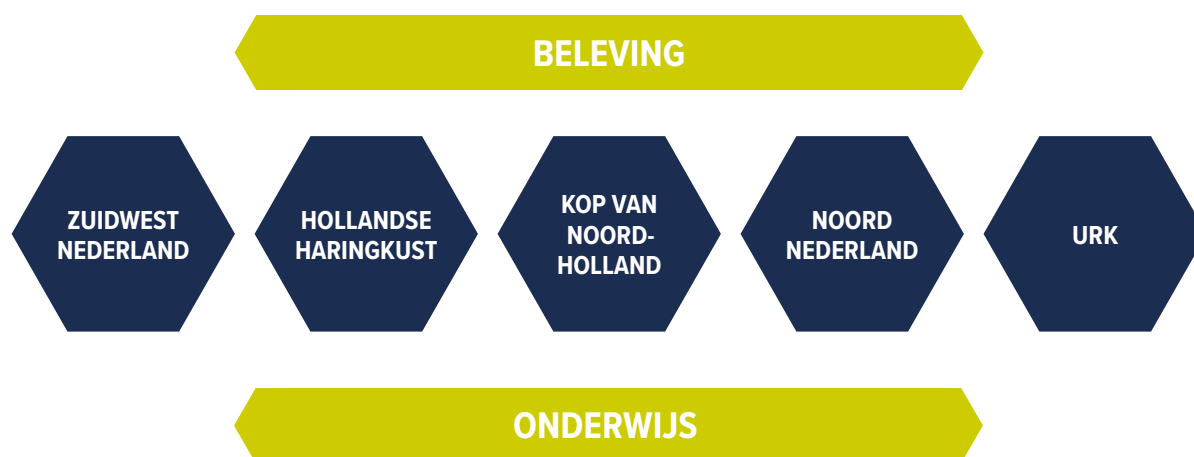 BELEVING
ZUIDWEST
NEDERLAND
HOLLANDSE
HARINGKUST
KOP VAN
NOORD-
HOLLAND
NOORD
NEDERLAND
URK
ONDERWIJS